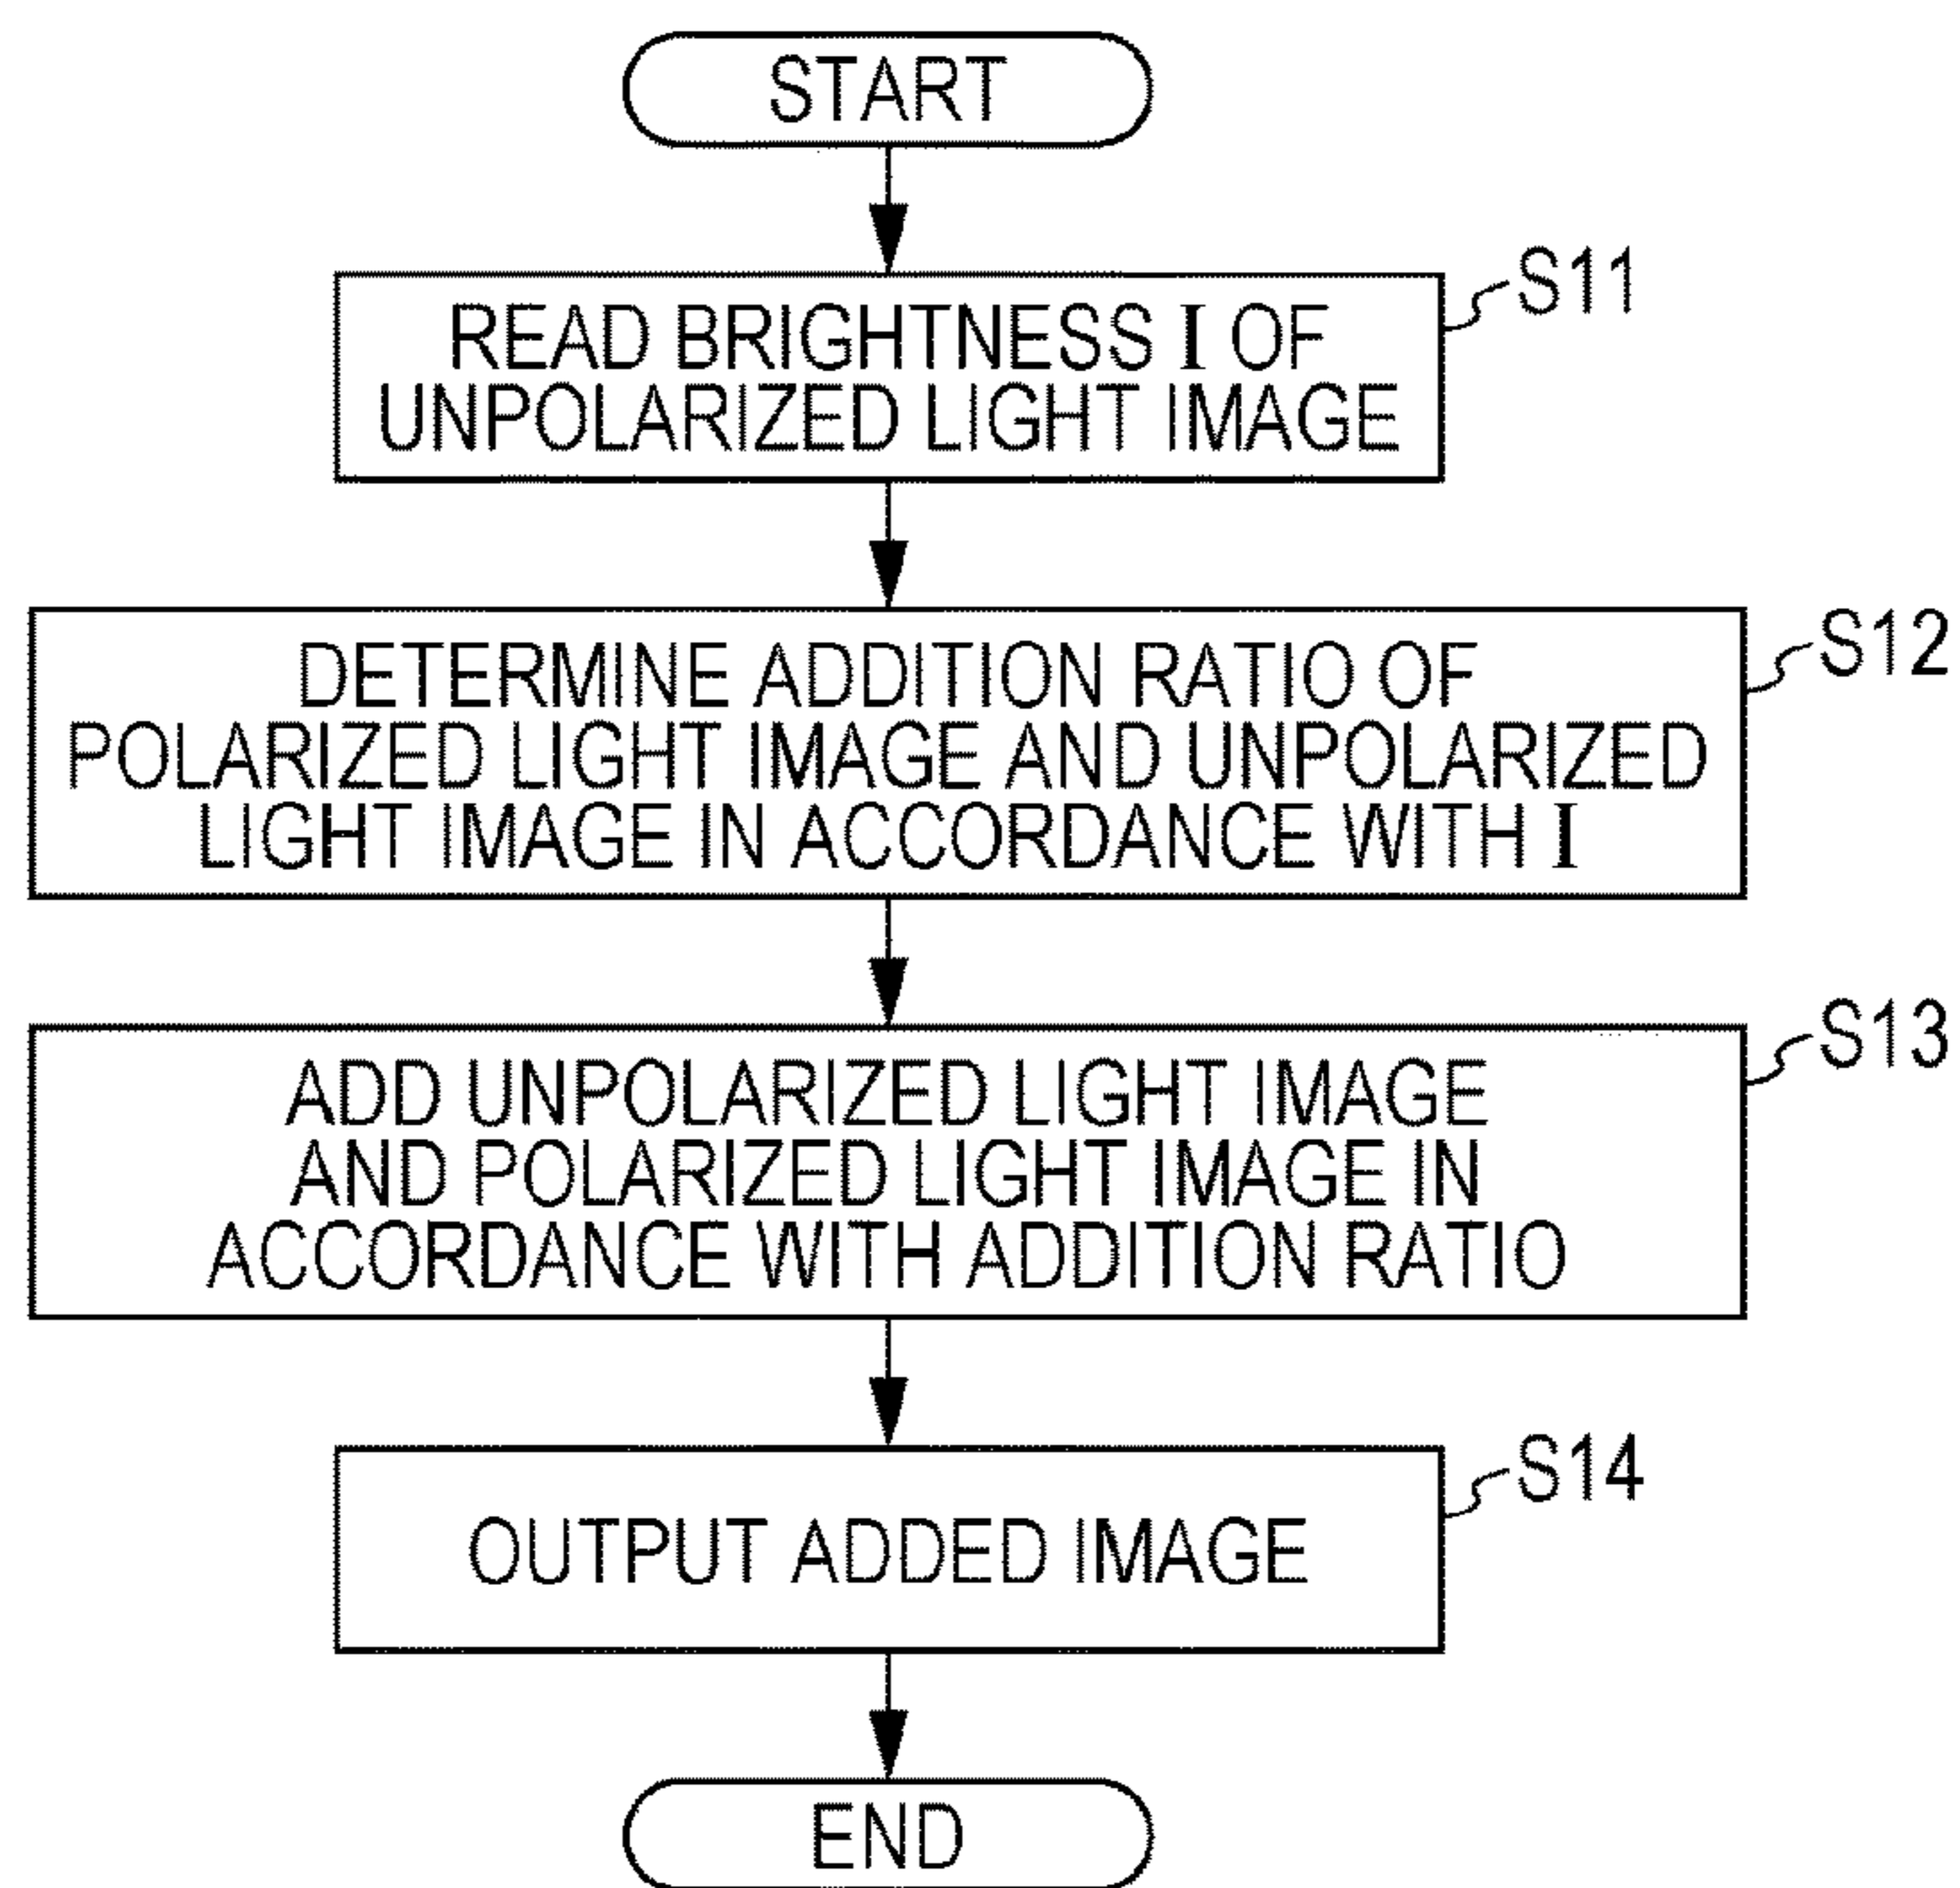 START
S11
READ BRIGHTNESS I OF
UNPOLARIZED LIGHT IMAGE
S12
DETERMINE ADDITION RATIO OF
POLARIZED LIGHT IMAGE AND UNPOLARIZED
LIGHT IMAGE IN ACCORDANCE WITH I
S13
ADD UNPOLARIZED LIGHT IMAGE
AND POLARIZED LIGHT IMAGE IN
ACCORDANCE WITH ADDITION RATIO
S14
OUTPUT ADDED IMAGE
END